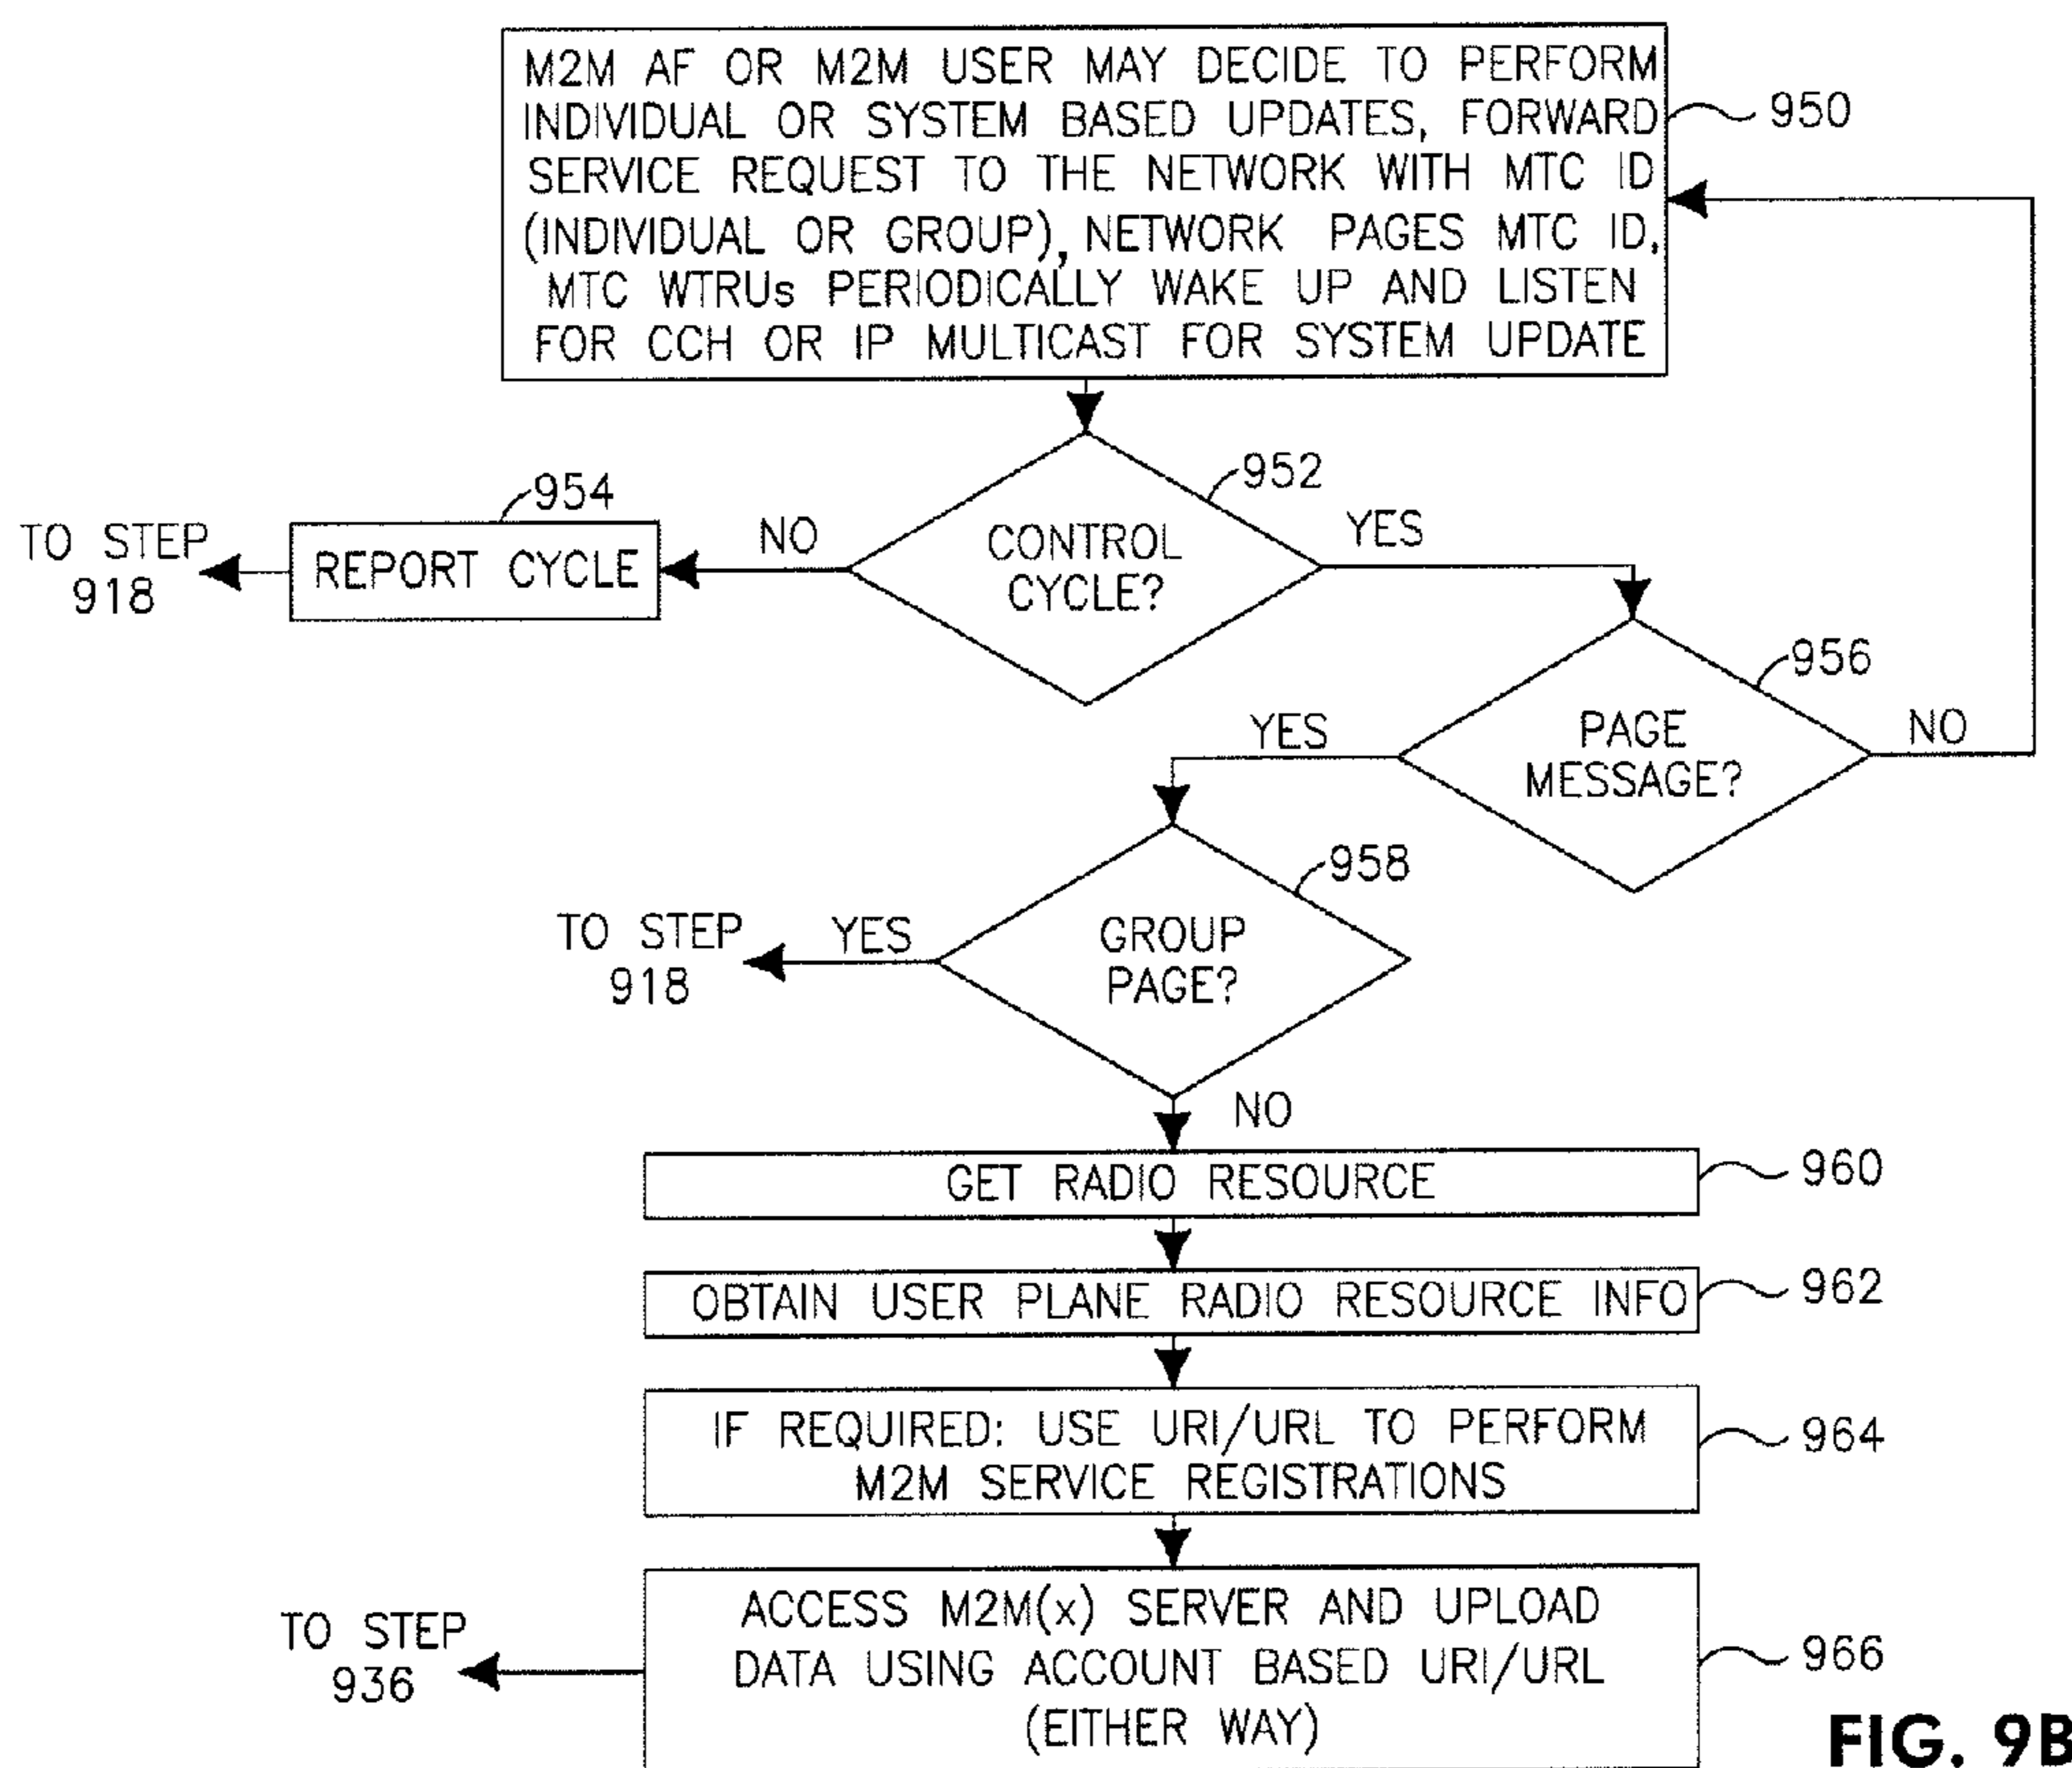 M2M AF OR M2M USER MAY DECIDE TO PERFORM
INDIVIDUAL OR SYSTEM BASED UPDATES, FORWARD
SERVICE REQUEST TO THE NETWORK WITH MTC ID
(INDIVIDUAL OR GROUP), NETWORK PAGES MTC ID,
MTC WTRUs PERIODICALLY WAKE UP AND LISTEN
FOR CCH OR IP MULTICAST FOR SYSTEM UPDATE
950
952
CONTROL
CYCLE?
NO
YES
954
REPORT CYCLE
TO STEP
918
956
PAGE
MESSAGE?
YES
NO
958
GROUP
PAGE?
YES
TO STEP
918
NO
GET RADIO RESOURCE
960
OBTAIN USER PLANE RADIO RESOURCE INFO
962
IF REQUIRED: USE URI/URL TO PERFORM
M2M SERVICE REGISTRATIONS
964
ACCESS M2M(x) SERVER AND UPLOAD
DATA USING ACCOUNT BASED URI/URL
(EITHER WAY)
966
TO STEP
936
FIG. 9B